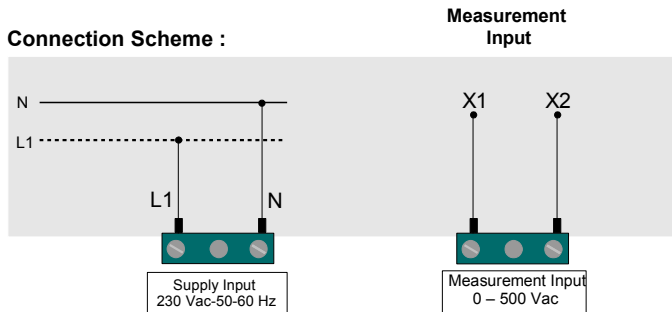 Measurement
Input
Connection Scheme :
N
L1
X1 X2
L1 N
Supply Input
230 Vac-50-60 Hz
Measurement Input
0 – 500 Vac